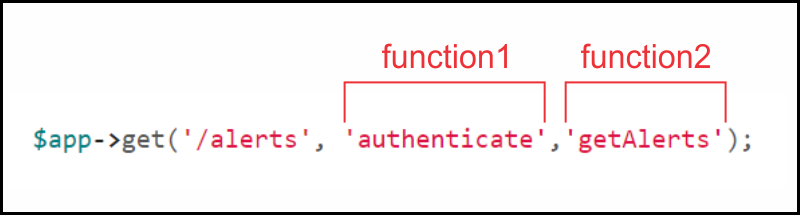 function1 function2
$app->get('/alerts', 'authenticate','getAlerts');